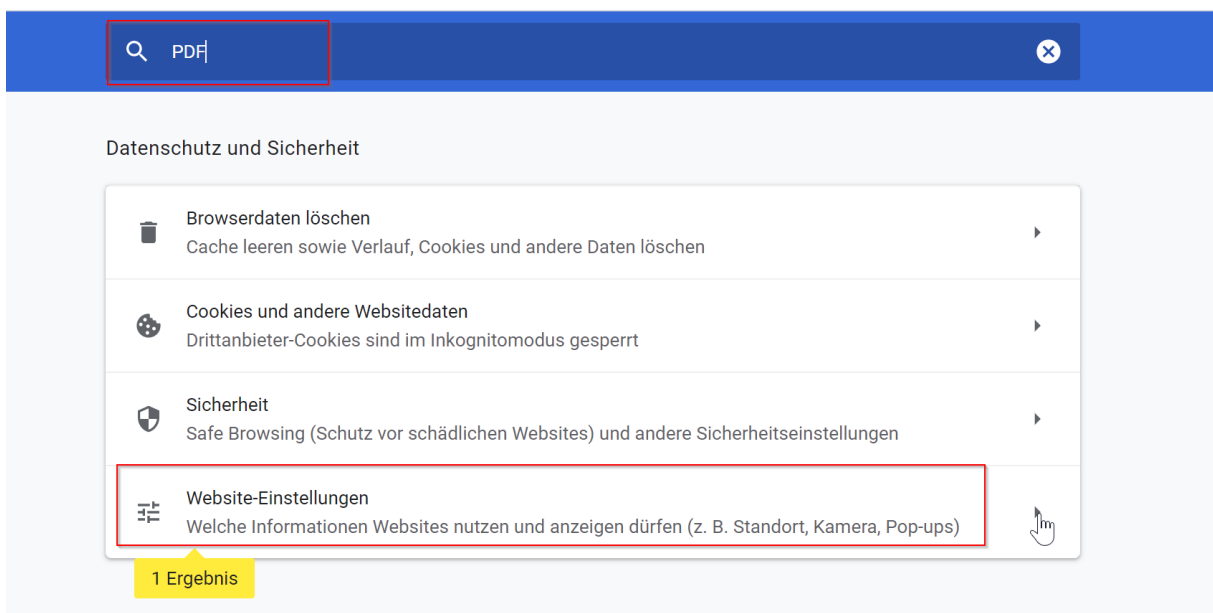 PDF
Datenschutz und Sicherheit
Browserdaten löschen
Cache leeren sowie Verlauf, Cookies und andere Daten löschen
Cookies und andere Websitedaten
Drittanbieter-Cookies sind im Inkognitomodus gesperrt
Sicherheit
Safe Browsing (Schutz vor schädlichen Websites) und andere Sicherheitseinstellungen
Website-Einstellungen
Welche Informationen Websites nutzen und anzeigen dürfen (z. B. Standort, Kamera, Pop-ups)
1 Ergebnis